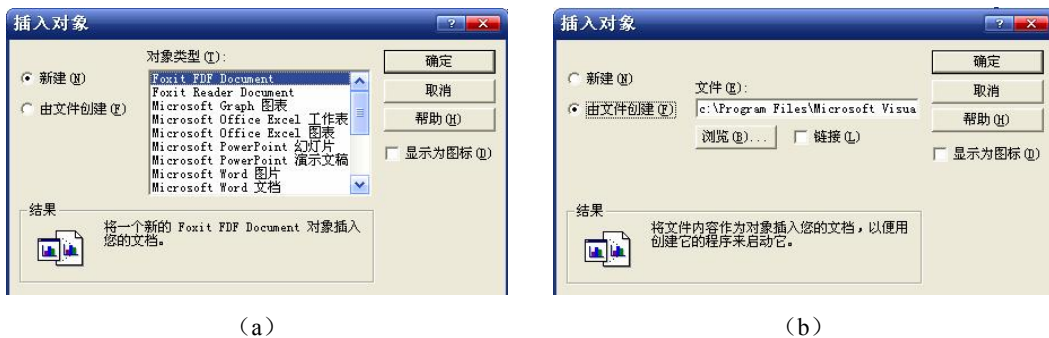 插入对象
新建(N)
由文件创建(F)
对象类型(T):
Foxit FDF Document
Foxit Reader Document
Microsoft Graph 图表
Microsoft Office Excel 工作表
Microsoft Office Excel 图表
Microsoft PowerPoint 幻灯片
Microsoft PowerPoint 演示文稿
Microsoft Word 图片
Microsoft Word 文档
确定
取消
帮助(H)
显示为图标(D)
结果
将一个新的 Foxit FDF Document 对象插入
您的文档。
(a)
插入对象
新建(N)
由文件创建(F)
文件(E):
c:\Program Files\Microsoft Visua
浏览(B)...
链接(L)
确定
取消
帮助(H)
显示为图标(D)
结果
将文件内容作为对象插入您的文档，以便用
创建它的程序来启动它。
(b)